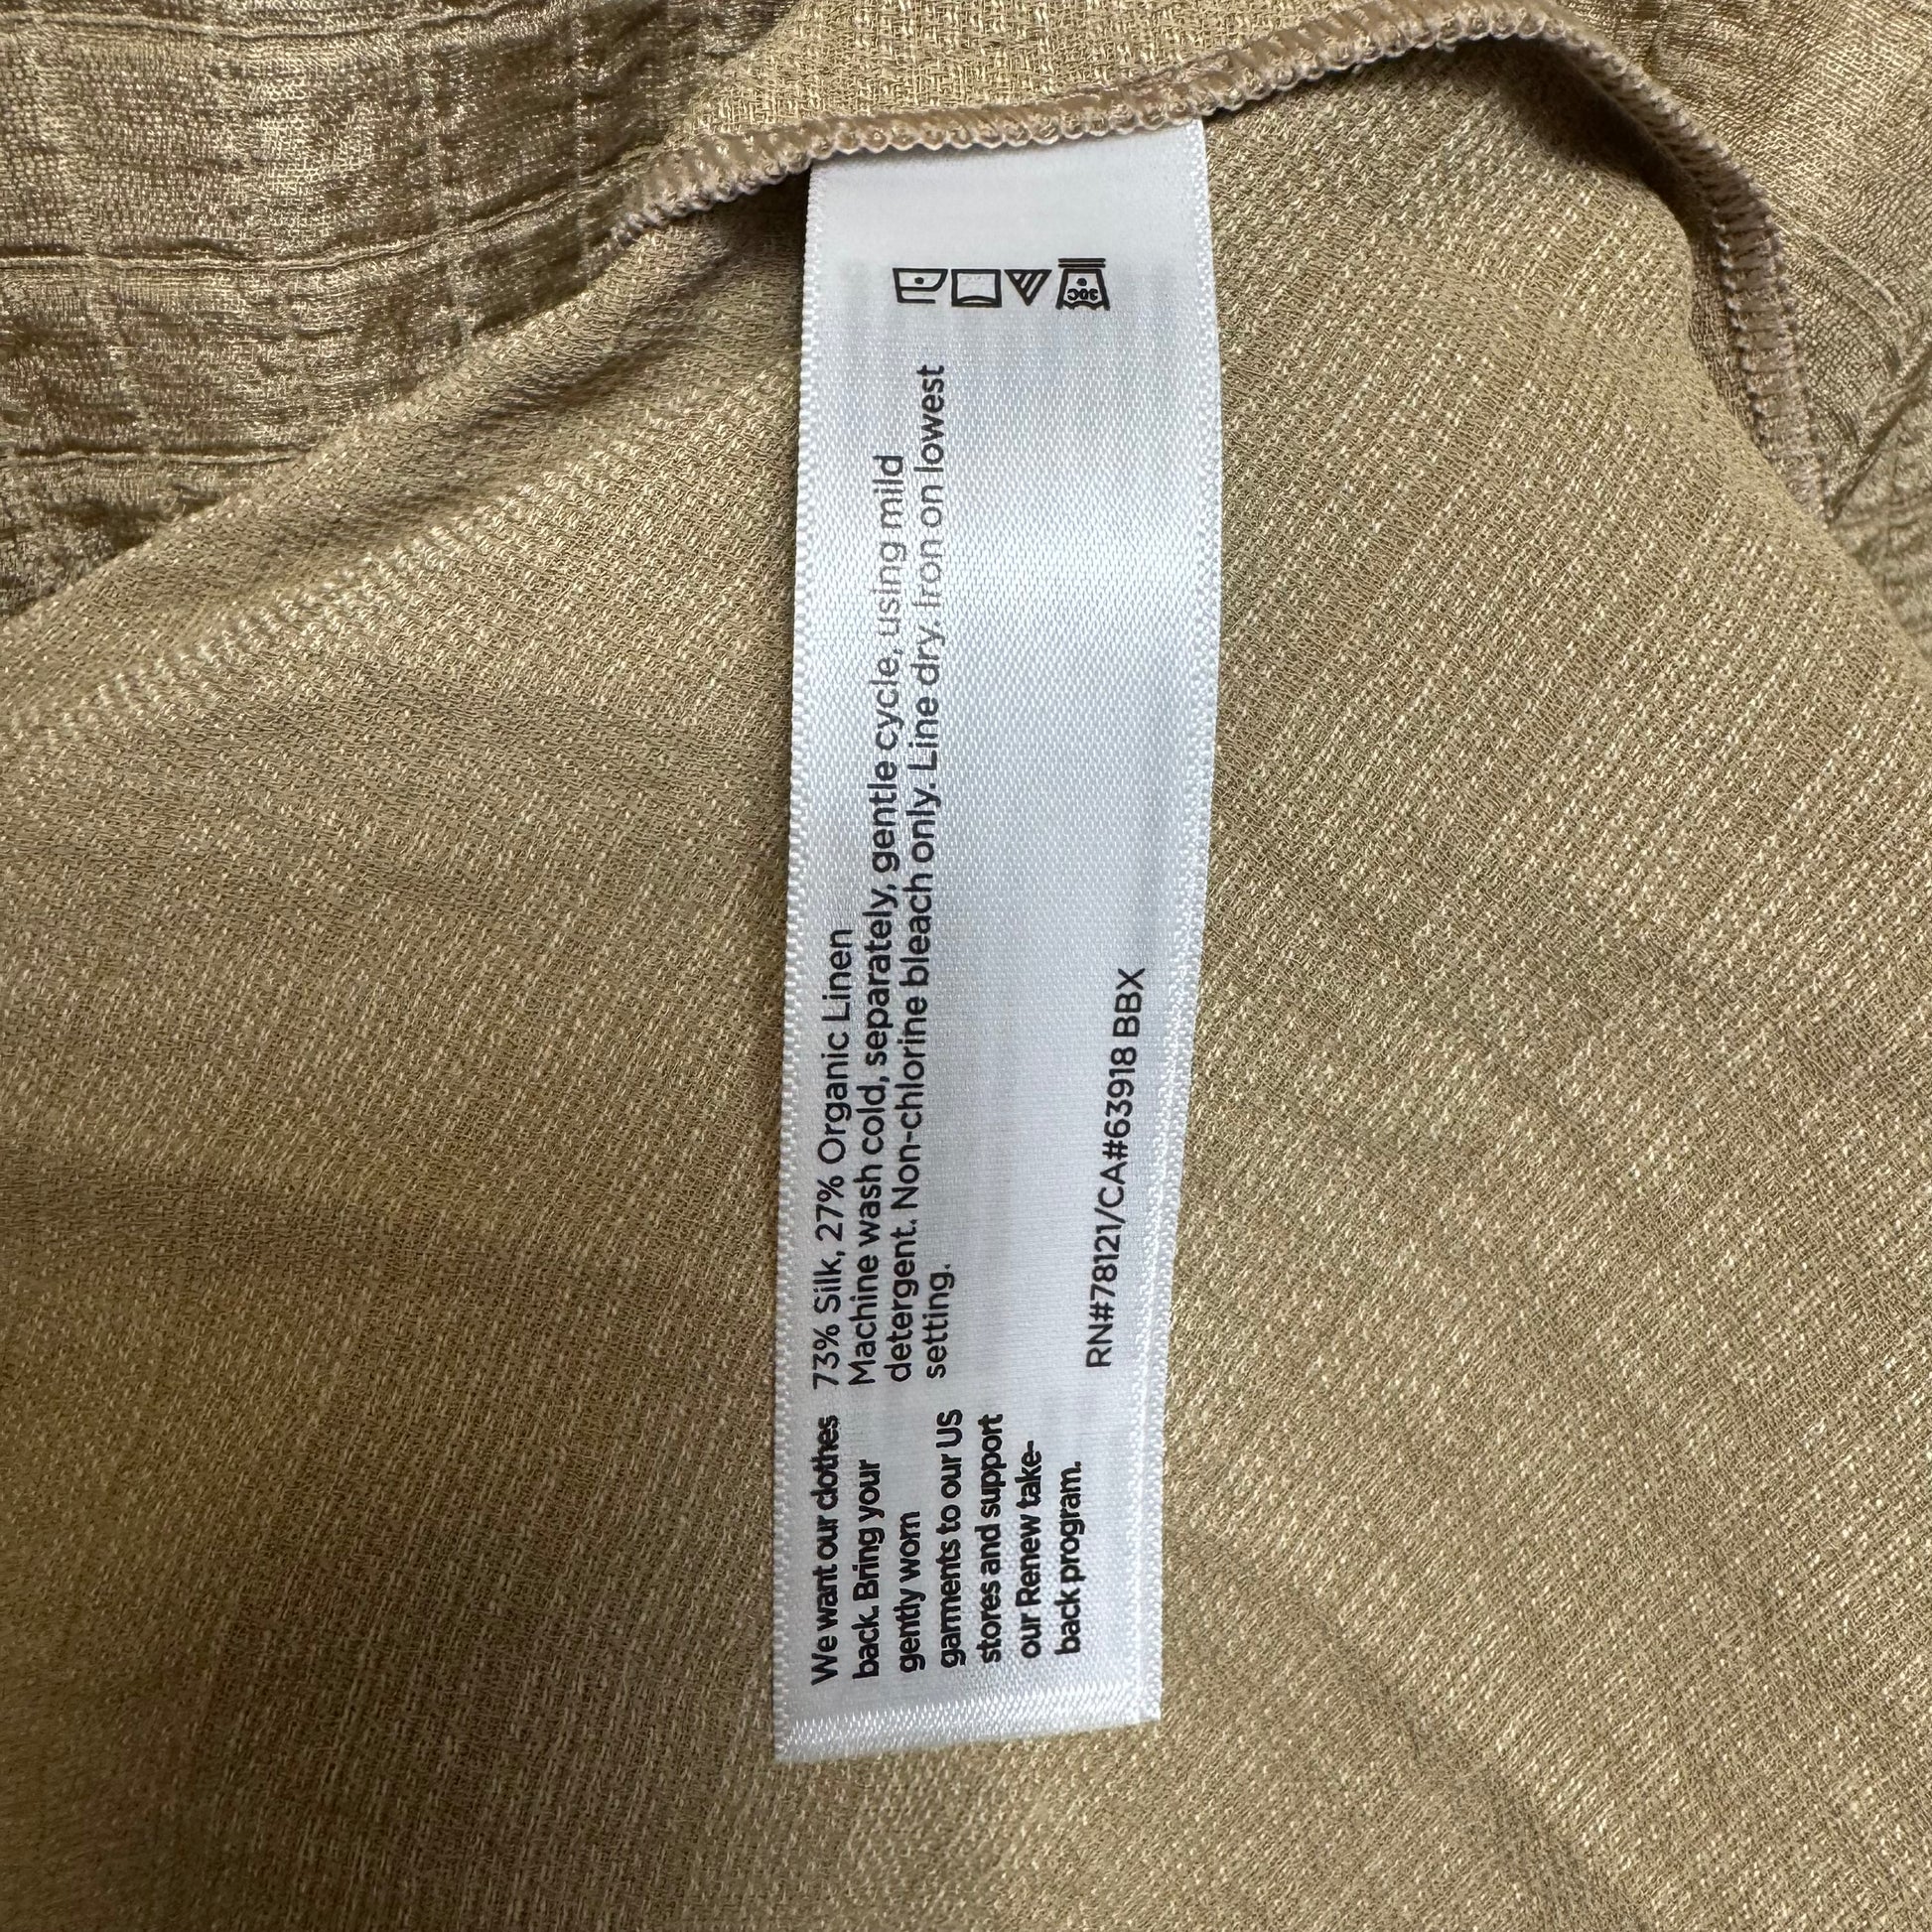 73% Silk, 27% Organic Linen
Machine wash cold, separately, gentle cycle, using mild
detergent. Non-chlorine bleach only. Line dry. Iron on lowest
setting.
RN#78121/CA#63918 BBX
We want our clothes
back. Bring your
gently worn
garments to our US
stores and support
our Renew take-
back program.
30C